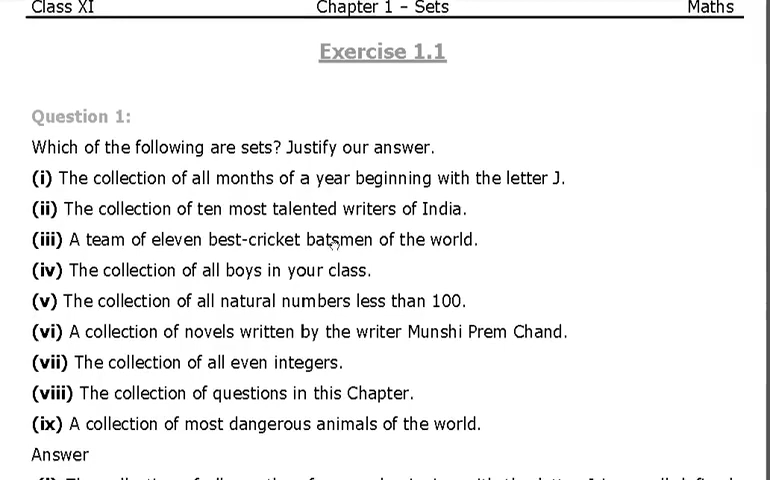 Class XI Chapter 1 – Sets Maths
Exercise 1.1
Question 1:
Which of the following are sets? Justify our answer.
(i) The collection of all months of a year beginning with the letter J.
(ii) The collection of ten most talented writers of India.
(iii) A team of eleven best-cricket batsmen of the world.
(iv) The collection of all boys in your class.
(v) The collection of all natural numbers less than 100.
(vi) A collection of novels written by the writer Munshi Prem Chand.
(vii) The collection of all even integers.
(viii) The collection of questions in this Chapter.
(ix) A collection of most dangerous animals of the world.
Answer